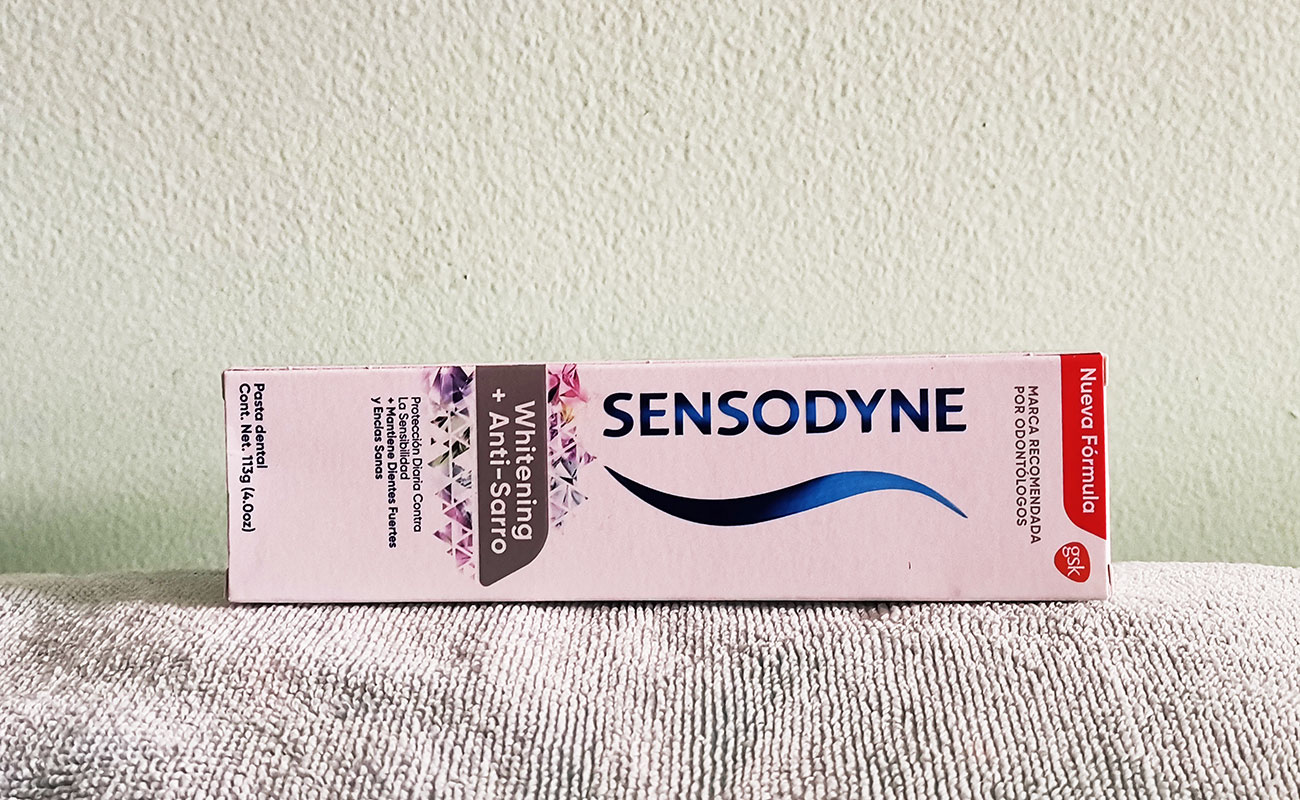 SENSODYNE
Nueva Fórmula
MARCA RECOMENDADA
POR ODONTÓLOGOS
gsk
Whitening
+ Anti-Sarro
Protección Diaria Contra
La Sensibilidad
+ Mantiene Dientes Fuertes
y Encías Sanas
Pasta dental
Cont. Net. 113g (4.0oz)